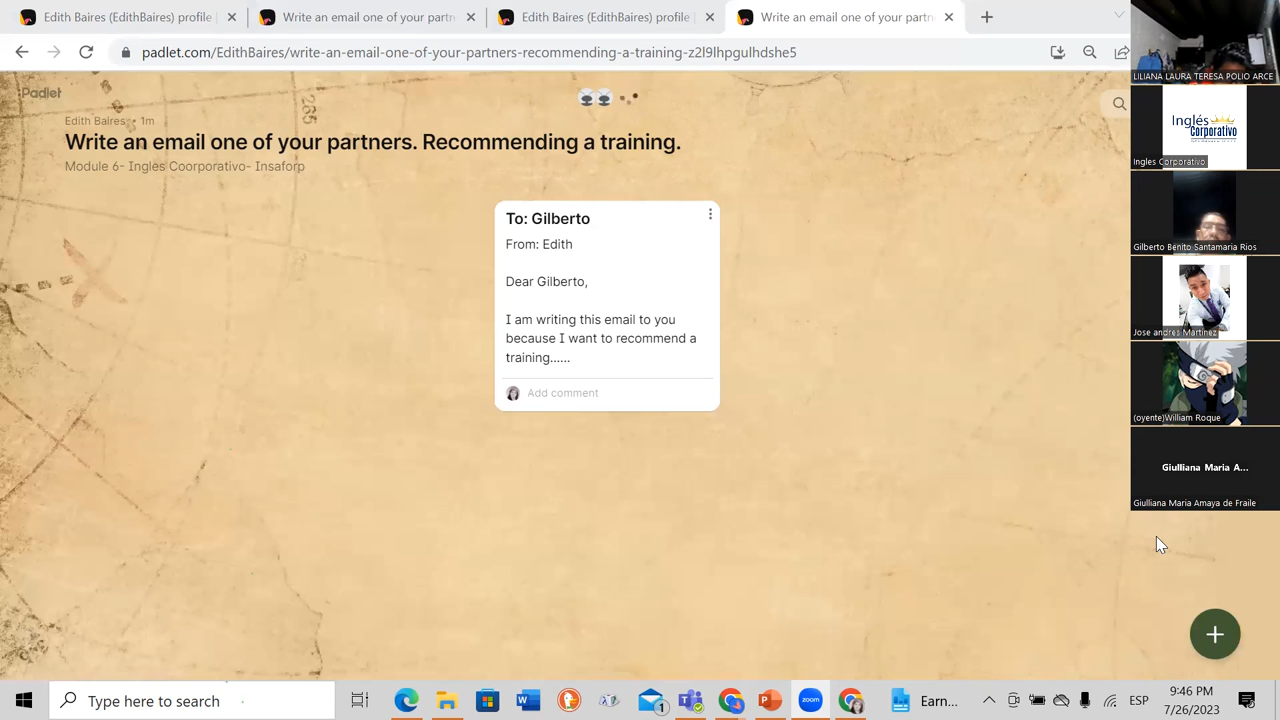 Edith Baires (EdithBaires) profile
Write an email one of your partn
Edith Baires (EdithBaires) profile
Write an email one of your partn
padlet.com/EdithBaires/write-an-email-one-of-your-partners-recommending-a-training-z2l9lhpgulhdshe5
:Padlet
Edith Baires • 1m
Write an email one of your partners. Recommending a training.
Module 6- Ingles Coorporativo- Insaforp
To: Gilberto
From: Edith
Dear Gilberto,
I am writing this email to you
because I want to recommend a
training......
Add comment
LILIANA LAURA TERESA POLIO ARCE
Inglés
Corporativo
Ingles Corporativo
Gilberto Benito Santamaria Rios
Jose andres Martinez
(oyente)William Roque
Giulliana Maria A...
Giulliana Maria Amaya de Fraile
Type here to search
1
zoom
Earn...
ESP
9:46 PM
7/26/2023